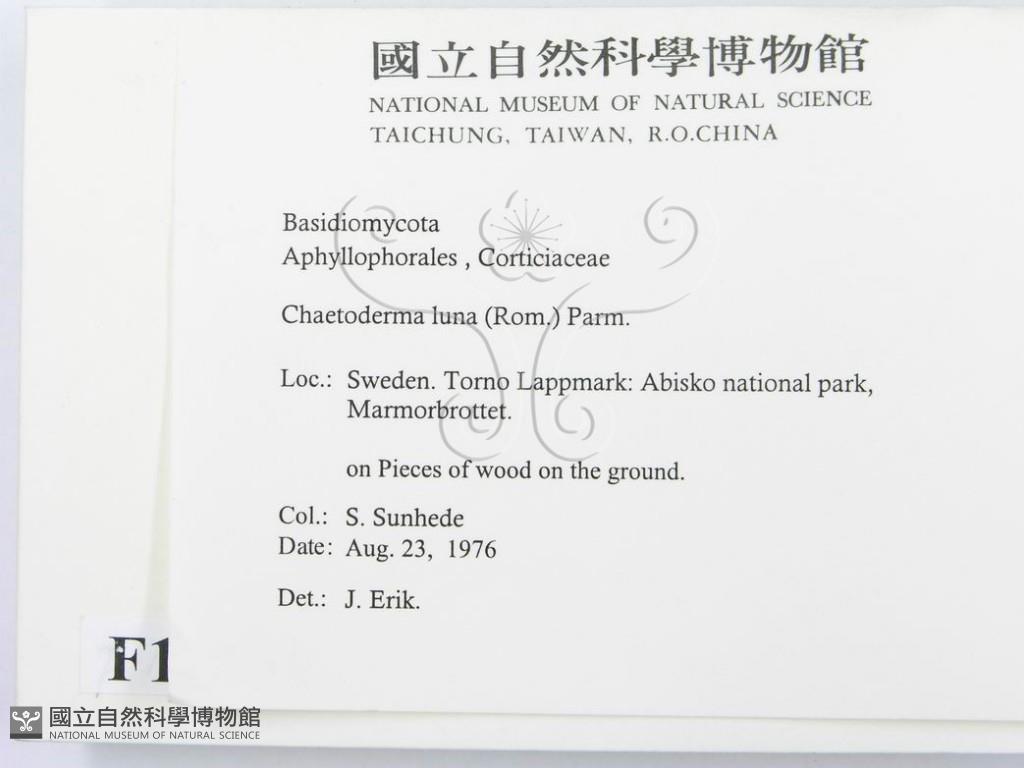 國立自然科學博物館
NATIONAL MUSEUM OF NATURAL SCIENCE
TAICHUNG, TAIWAN, R.O.CHINA
Basidiomycota
Aphyllophorales , Corticiaceae
Chaetoderma luna (Rom.) Parm.
Loc.: Sweden. Torno Lappmark: Abisko national park,
Marmorbrottet.
on Pieces of wood on the ground.
Col.: S. Sunhede
Date: Aug. 23, 1976
Det.: J. Erik.
F1
國立自然科學博物館
NATIONAL MUSEUM OF NATURAL SCIENCE